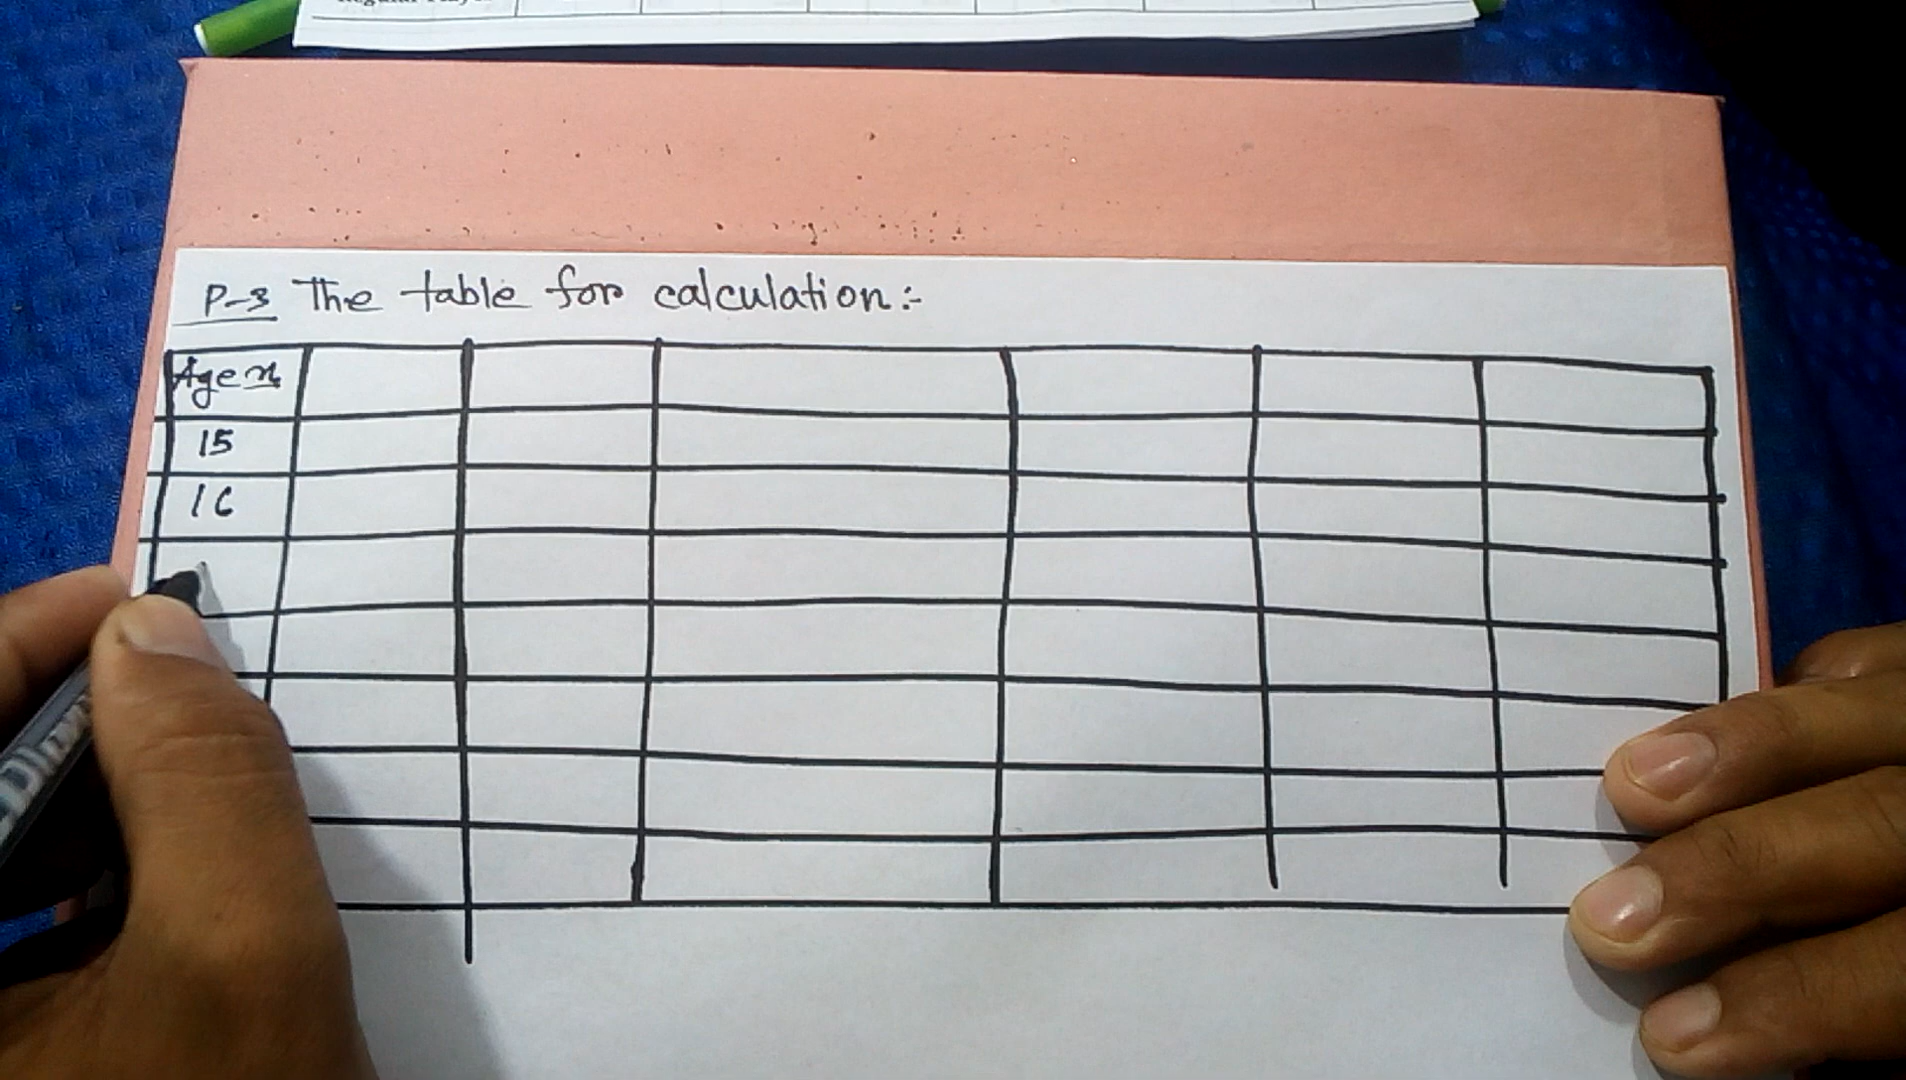 P-3 The table for calculation:-
Age x
15
16